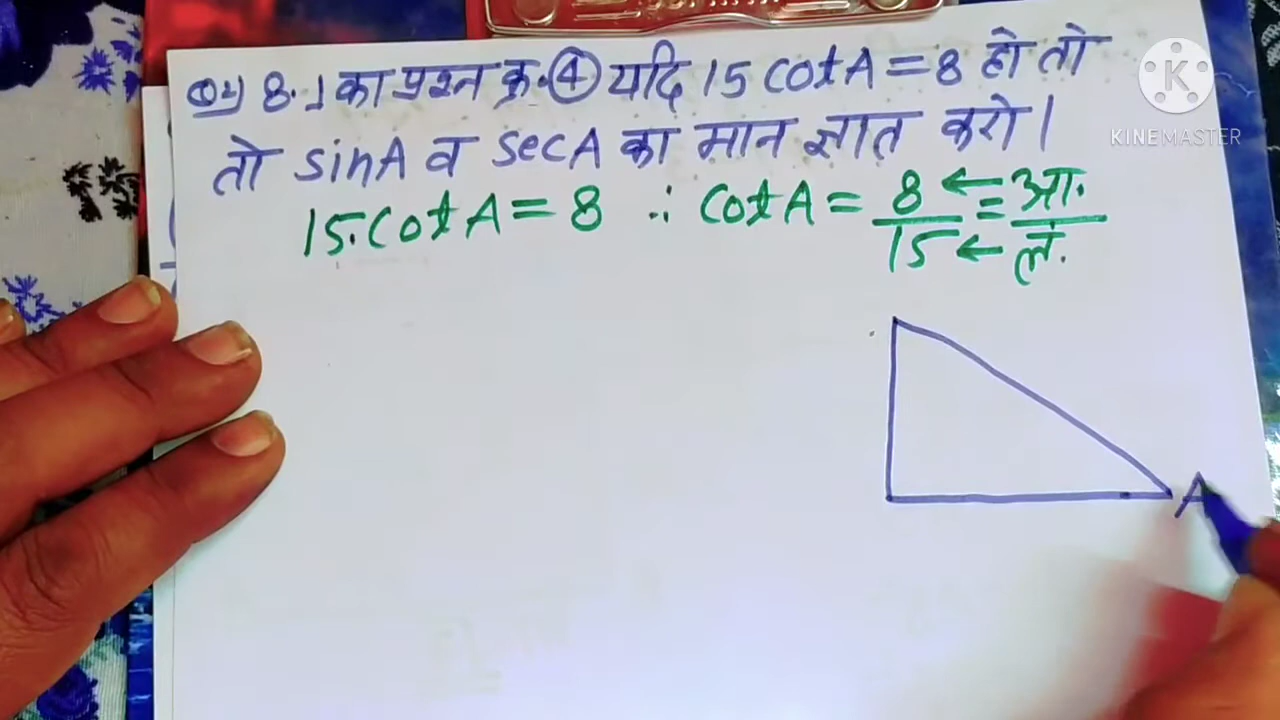 8.1 का प्रश्न क्र. ④ यदि 15 cotA = 8 हो तो
तो sinA व secA का मान ज्ञात करो।
15.cotA = 8 ∴ cotA = 8/15 ← = ← आ./लं.
A
K
KINEMASTER